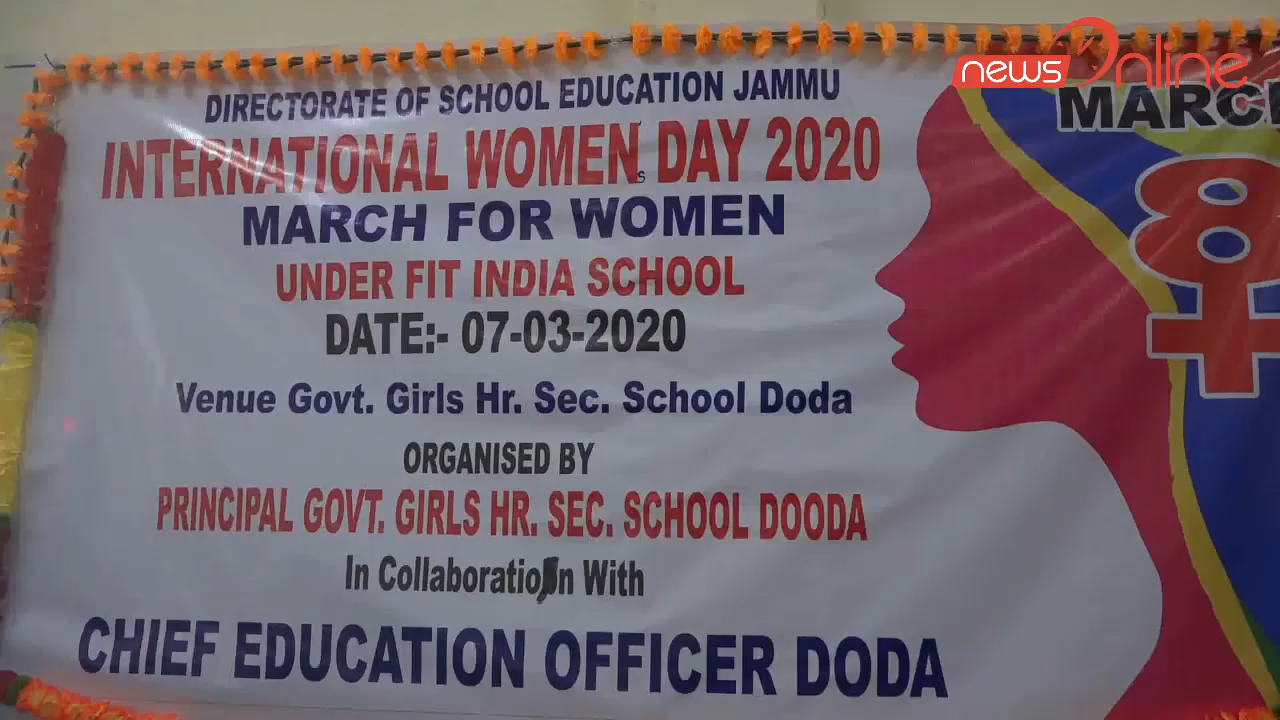 news Online
DIRECTORATE OF SCHOOL EDUCATION JAMMU
INTERNATIONAL WOMEN's DAY 2020
MARCH FOR WOMEN
UNDER FIT INDIA SCHOOL
DATE:- 07-03-2020
Venue Govt. Girls Hr. Sec. School Doda
ORGANISED BY
PRINCIPAL GOVT. GIRLS HR. SEC. SCHOOL DOODA
In Collaboration With
CHIEF EDUCATION OFFICER DODA
MARC
8